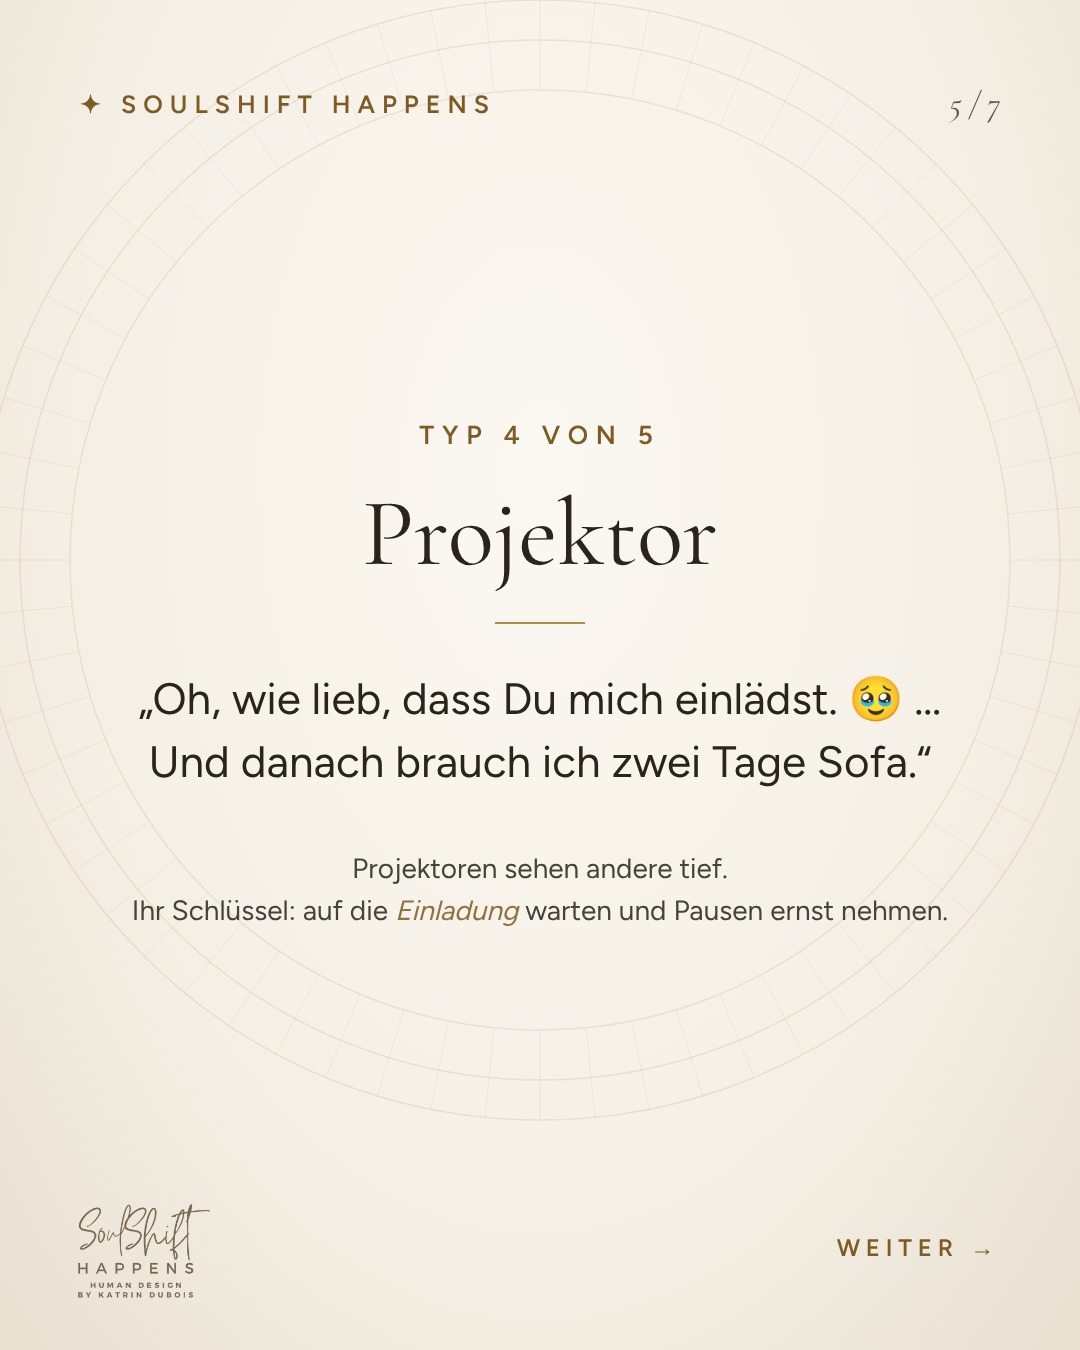 ✦ SOULSHIFT HAPPENS
5/7
TYP 4 VON 5
Projektor
„Oh, wie lieb, dass Du mich einlädst. 🥹 ...
Und danach brauch ich zwei Tage Sofa.“
Projektoren sehen andere tief.
Ihr Schlüssel: auf die Einladung warten und Pausen ernst nehmen.
SoulShift
HAPPENS
HUMAN DESIGN
BY KATRIN DUBOIS
WEITER →